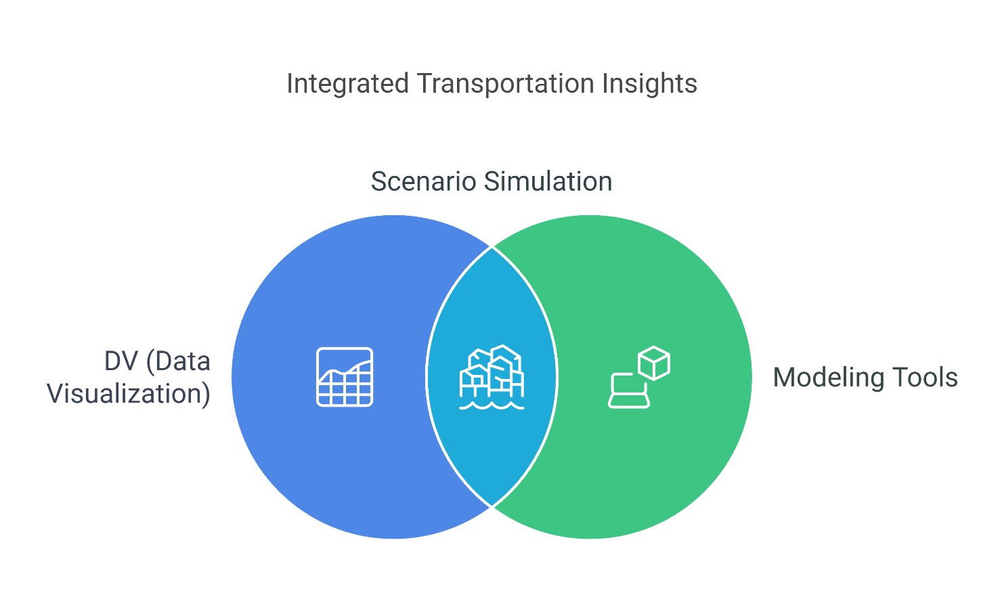 Integrated Transportation Insights
Scenario Simulation
DV (Data
Visualization)
Modeling Tools